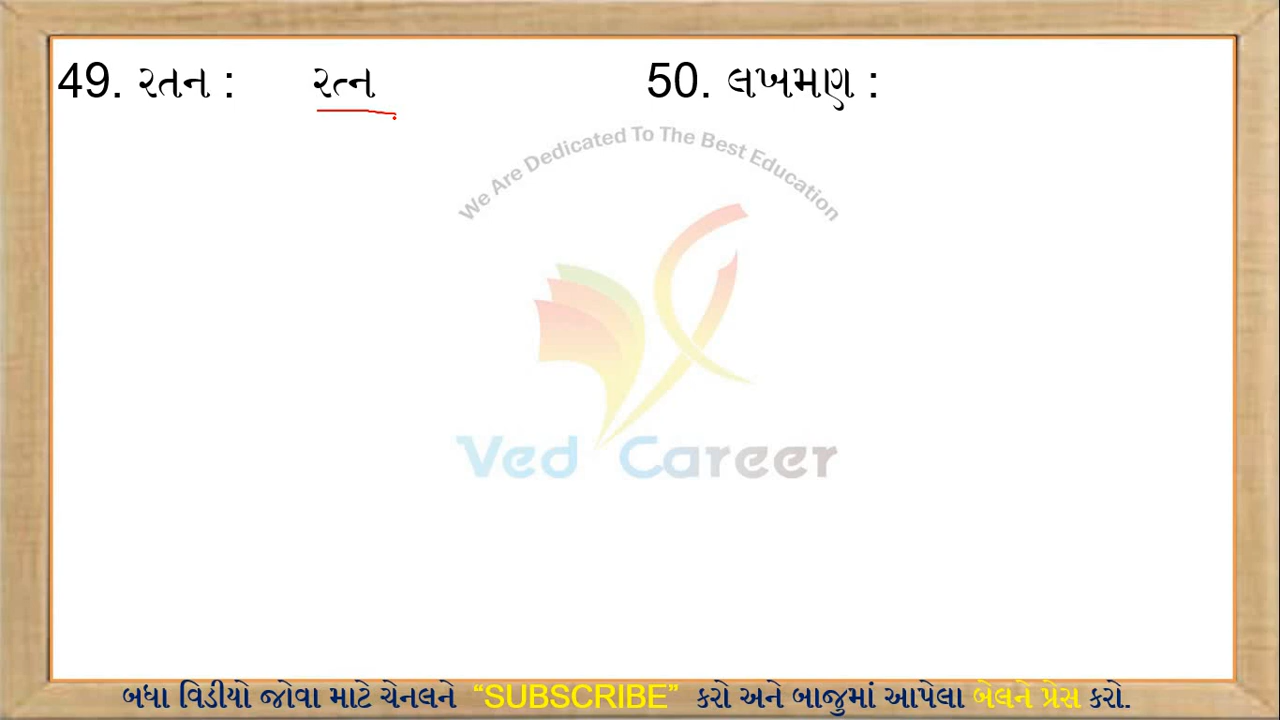 49. રતન : રત્ન 50. લખમણ :
We Are Dedicated To The Best Education
Ved Career
બધા વિડીયો જોવા માટે ચેનલને “SUBSCRIBE” કરો અને બાજુમાં આપેલા બેલને પ્રેસ કરો.